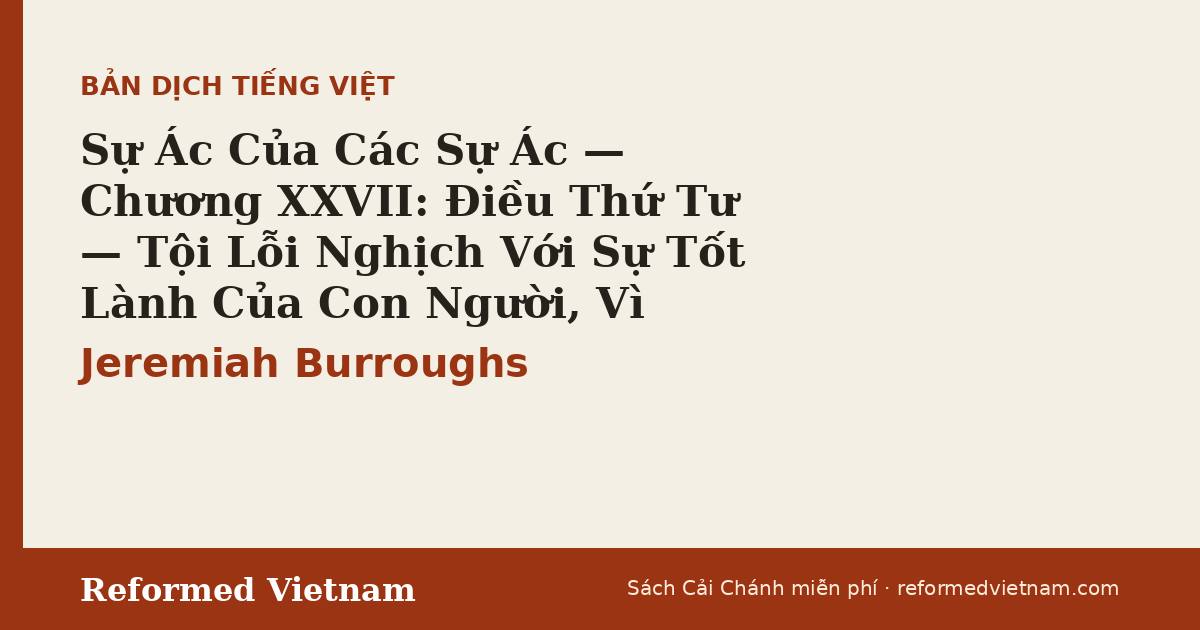 BẢN DỊCH TIẾNG VIỆT
Sự Ác Của Các Sự Ác —
Chương XXVII: Điều Thứ Tư
— Tội Lỗi Nghịch Với Sự Tốt
Lành Của Con Người, Vì
Jeremiah Burroughs
Reformed Vietnam
Sách Cải Chánh miễn phí · reformedvietnam.com